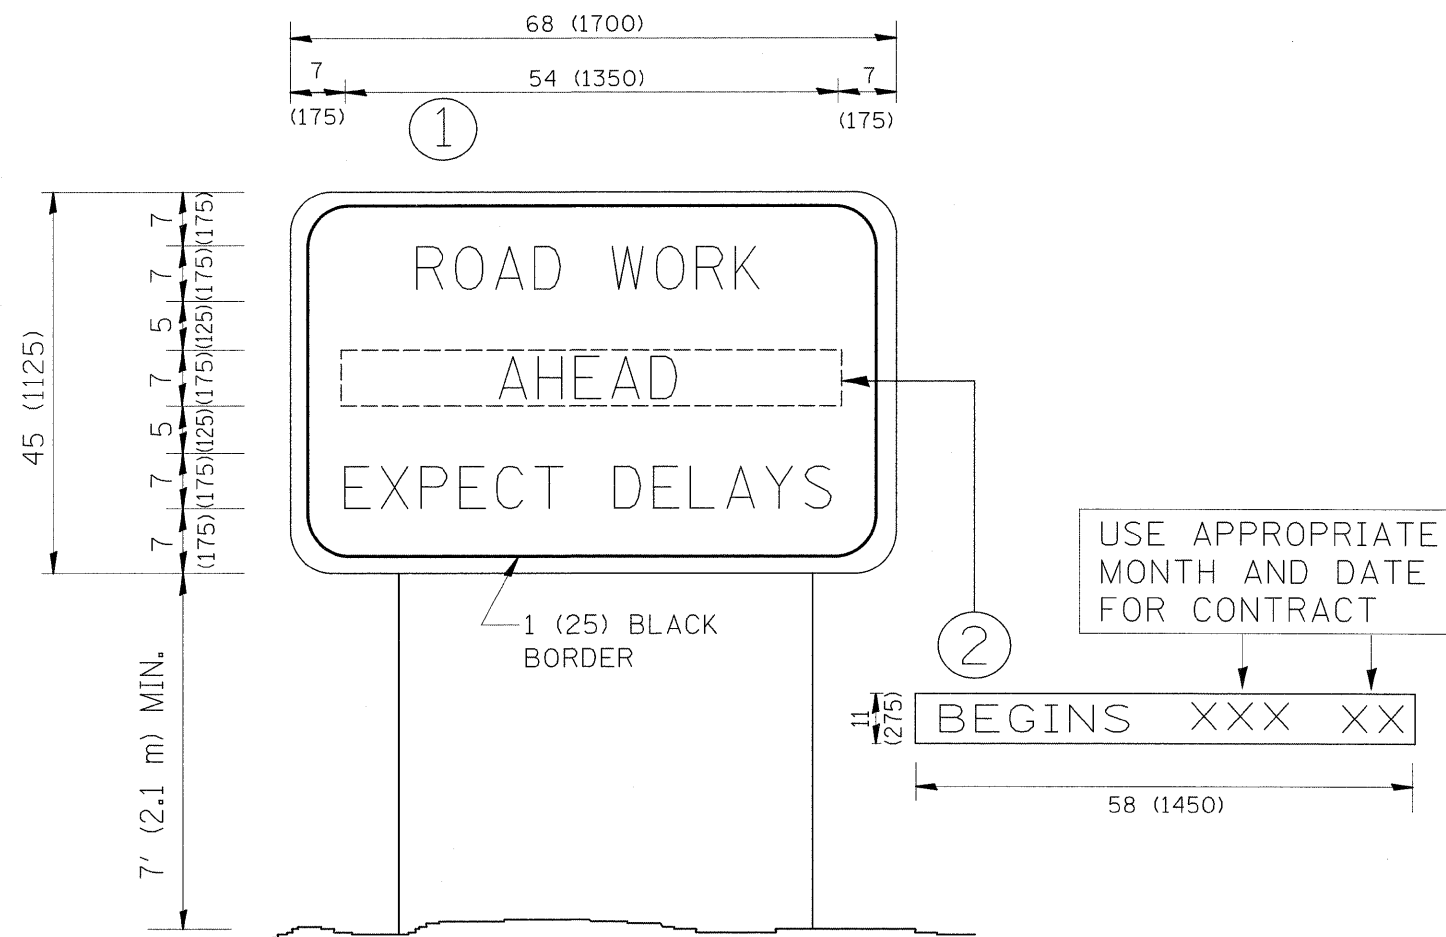 68 (1700)
7
54 (1350)
7
(175)
(175)
1
45 (1125)
7
(175)
7
(175)
5
(125)
7
(175)
5
(125)
7
(175)
7
(175)
ROAD WORK
AHEAD
EXPECT DELAYS
1 (25) BLACK
BORDER
7' (2.1 m) MIN.
2
USE APPROPRIATE
MONTH AND DATE
FOR CONTRACT
11
(275)
BEGINS XXX XX
58 (1450)